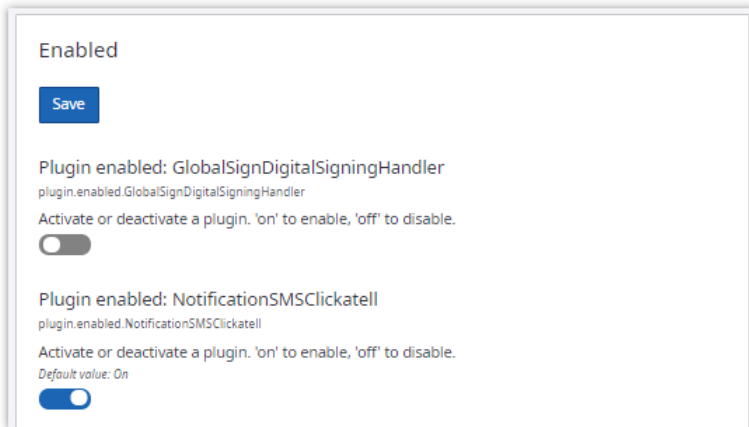 Enabled
Save
Plugin enabled: GlobalSignDigitalSigningHandler
plugin.enabled.GlobalSignDigitalSigningHandler
Activate or deactivate a plugin. 'on' to enable, 'off' to disable.
Plugin enabled: NotificationSMSClickatell
plugin.enabled.NotificationSMSClickatell
Activate or deactivate a plugin. 'on' to enable, 'off' to disable.
Default value: On